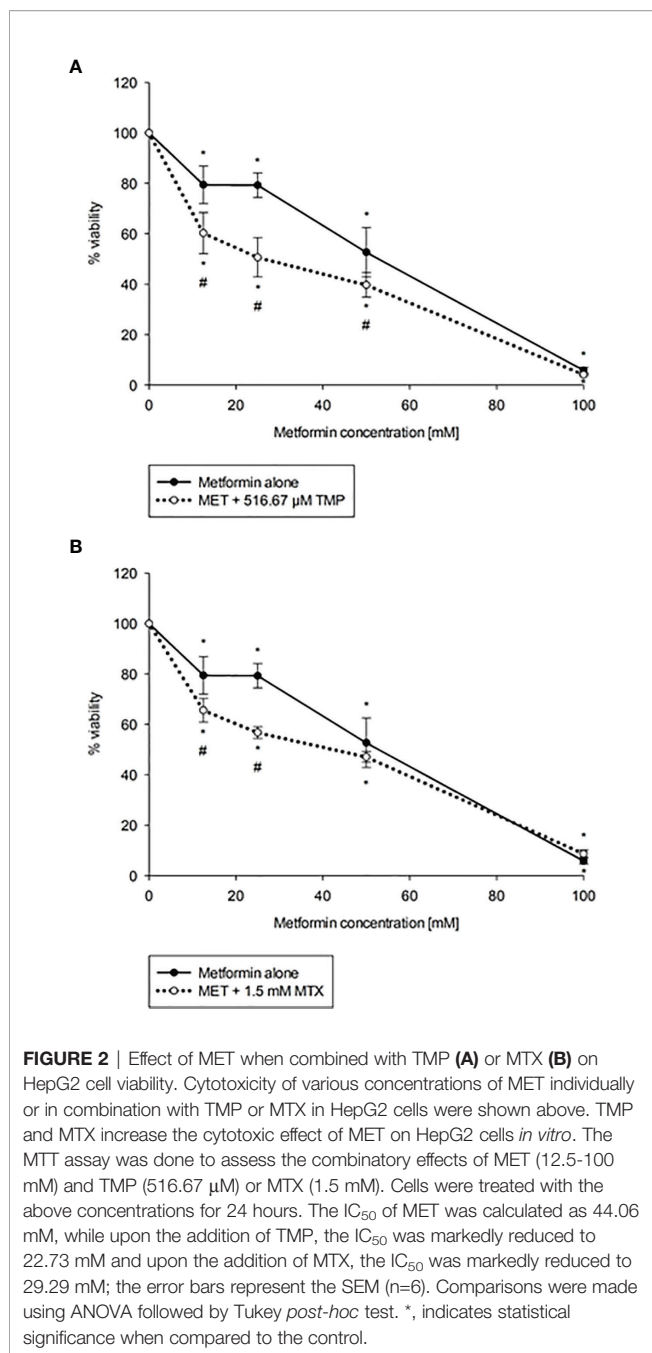 A
120
100
80
60
40
20
0
% viability
* * * *
* * * *
# # #
0 20 40 60 80 100
Metformin concentration [mM]
Metformin alone
MET + 516.67 µM TMP
B
120
100
80
60
40
20
0
% viability
* * * *
* * * *
# #
0 20 40 60 80 100
Metformin concentration [mM]
Metformin alone
MET + 1.5 mM MTX
FIGURE 2 | Effect of MET when combined with TMP (A) or MTX (B) on
HepG2 cell viability. Cytotoxicity of various concentrations of MET individually
or in combination with TMP or MTX in HepG2 cells were shown above. TMP
and MTX increase the cytotoxic effect of MET on HepG2 cells in vitro. The
MTT assay was done to assess the combinatory effects of MET (12.5-100
mM) and TMP (516.67 µM) or MTX (1.5 mM). Cells were treated with the
above concentrations for 24 hours. The IC50 of MET was calculated as 44.06
mM, while upon the addition of TMP, the IC50 was markedly reduced to
22.73 mM and upon the addition of MTX, the IC50 was markedly reduced to
29.29 mM; the error bars represent the SEM (n=6). Comparisons were made
using ANOVA followed by Tukey post-hoc test. *, indicates statistical
significance when compared to the control.